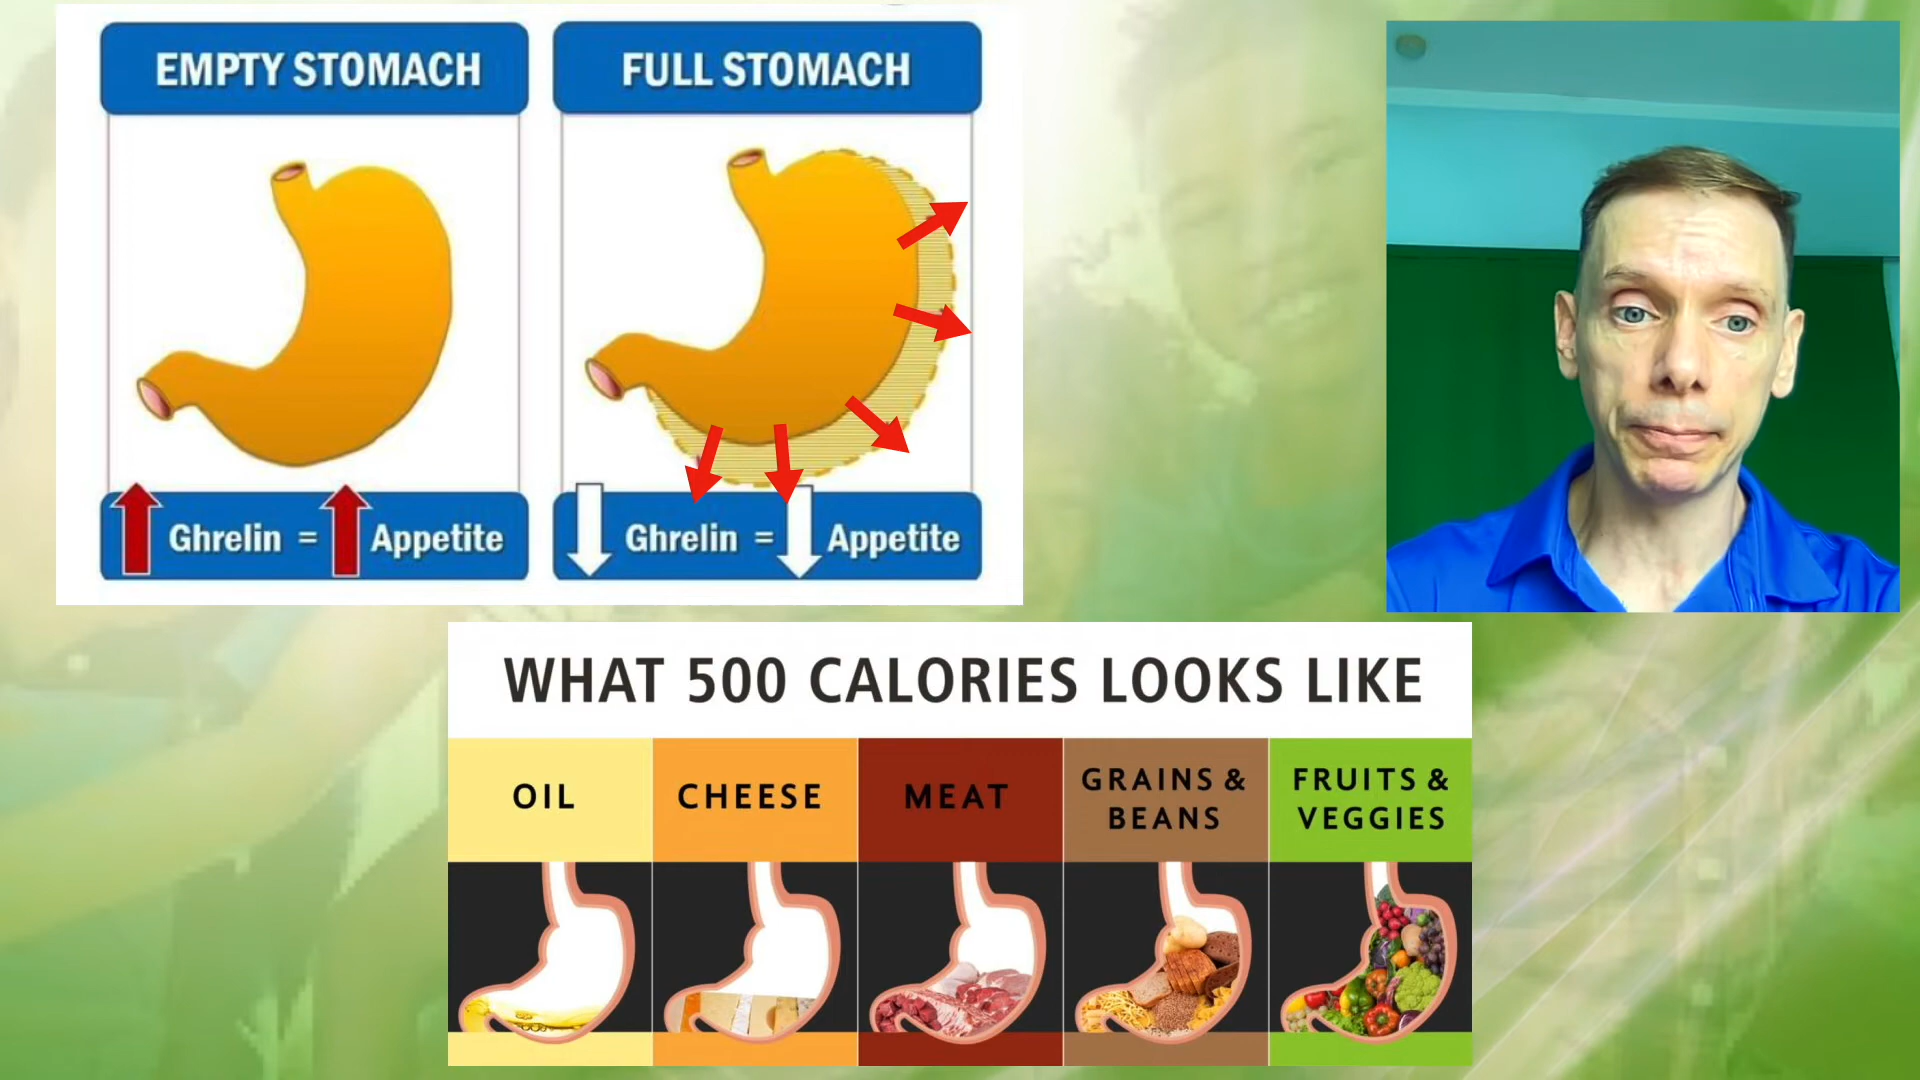 EMPTY STOMACH
FULL STOMACH
Ghrelin = Appetite
Ghrelin = Appetite
WHAT 500 CALORIES LOOKS LIKE
OIL
CHEESE
MEAT
GRAINS &
BEANS
FRUITS &
VEGGIES